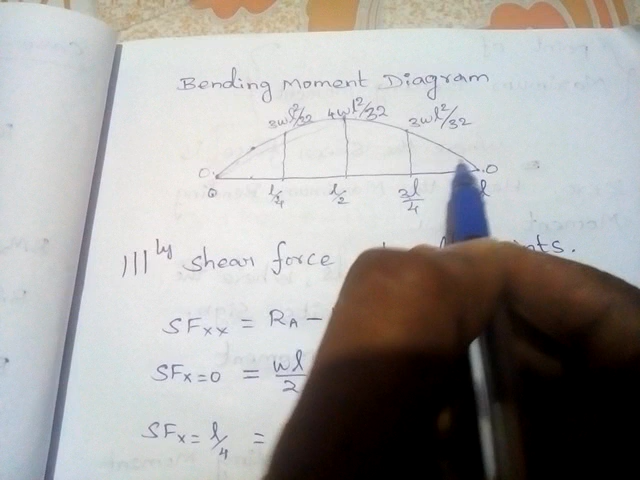 Bending Moment Diagram
3wl²/32 4wl²/32 3wl²/32
0 0
0 l/4 l/2 3l/4 l
|||ly shear force
SFxx = RA −
SFx=0 = wl/2
SFx=l/4 =